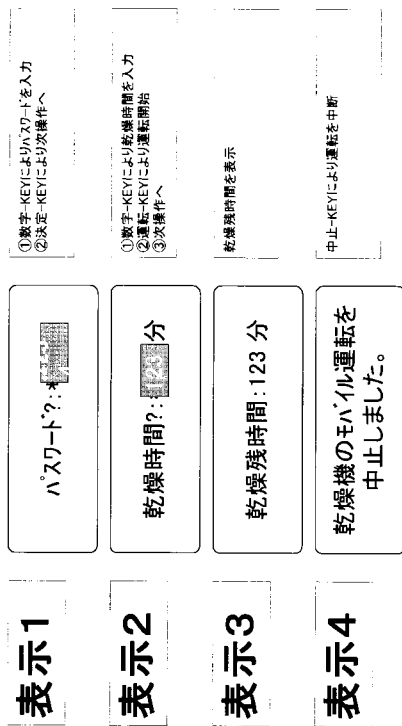 表示1
パスワード?:*
①数字-KEYによりパスワードを入力
②決定-KEYにより次操作へ
表示2
乾燥時間?: 123 分
①数字-KEYにより乾燥時間を入力
②運転-KEYにより運転開始
③次操作へ
表示3
乾燥残時間:123 分
乾燥残時間を表示
表示4
乾燥機のモバイル運転を
中止しました。
中止-KEYにより運転を中断